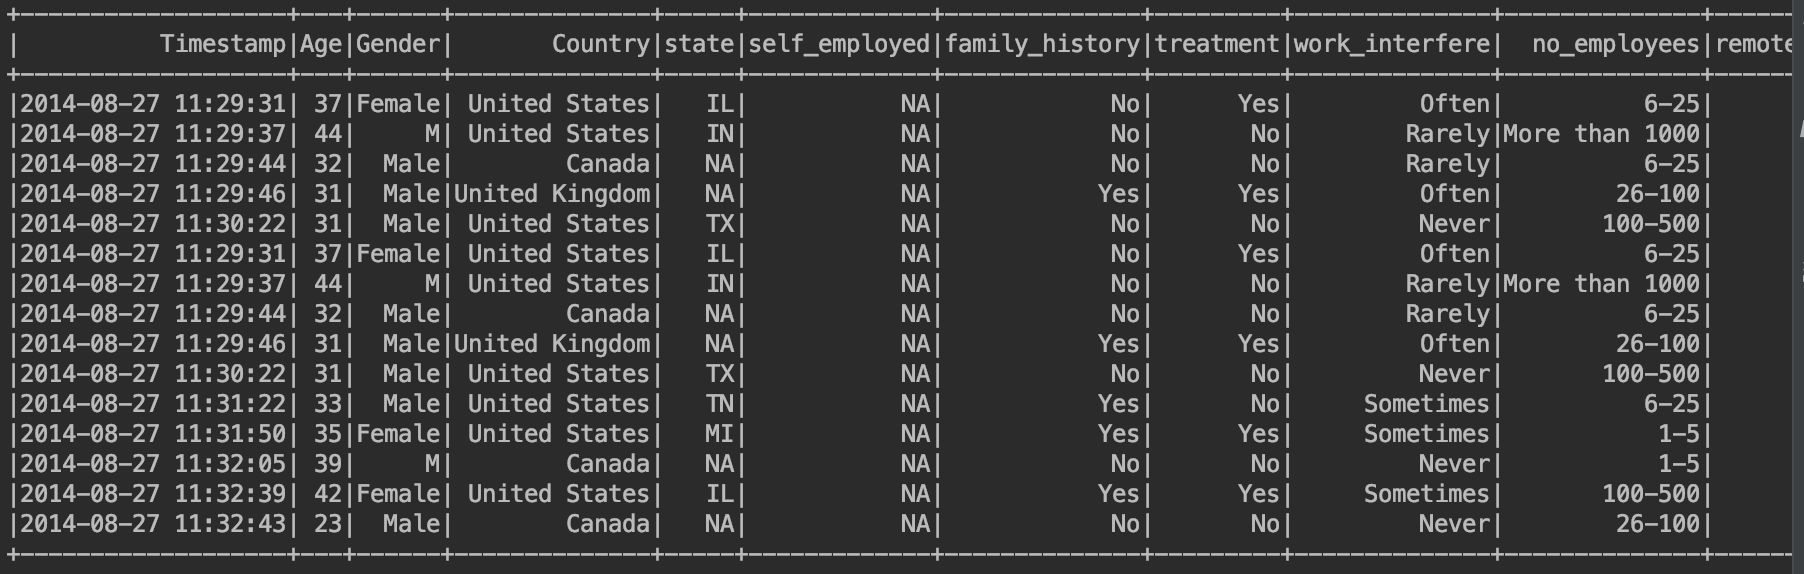 +-------------------+---+------+--------------+-----+-------------+--------------+---------+--------------+--------------+------
|          Timestamp|Age|Gender|       Country|state|self_employed|family_history|treatment|work_interfere|  no_employees|remote
+-------------------+---+------+--------------+-----+-------------+--------------+---------+--------------+--------------+------
|2014-08-27 11:29:31| 37|Female| United States|   IL|           NA|            No|      Yes|         Often|          6-25|
|2014-08-27 11:29:37| 44|     M| United States|   IN|           NA|            No|       No|        Rarely|More than 1000|
|2014-08-27 11:29:44| 32|  Male|        Canada|   NA|           NA|            No|       No|        Rarely|          6-25|
|2014-08-27 11:29:46| 31|  Male|United Kingdom|   NA|           NA|           Yes|      Yes|         Often|        26-100|
|2014-08-27 11:30:22| 31|  Male| United States|   TX|           NA|            No|       No|         Never|       100-500|
|2014-08-27 11:29:31| 37|Female| United States|   IL|           NA|            No|      Yes|         Often|          6-25|
|2014-08-27 11:29:37| 44|     M| United States|   IN|           NA|            No|       No|        Rarely|More than 1000|
|2014-08-27 11:29:44| 32|  Male|        Canada|   NA|           NA|            No|       No|        Rarely|          6-25|
|2014-08-27 11:29:46| 31|  Male|United Kingdom|   NA|           NA|           Yes|      Yes|         Often|        26-100|
|2014-08-27 11:30:22| 31|  Male| United States|   TX|           NA|            No|       No|         Never|       100-500|
|2014-08-27 11:31:22| 33|  Male| United States|   TN|           NA|           Yes|       No|     Sometimes|          6-25|
|2014-08-27 11:31:50| 35|Female| United States|   MI|           NA|           Yes|      Yes|     Sometimes|           1-5|
|2014-08-27 11:32:05| 39|     M|        Canada|   NA|           NA|            No|       No|         Never|           1-5|
|2014-08-27 11:32:39| 42|Female| United States|   IL|           NA|           Yes|      Yes|     Sometimes|       100-500|
|2014-08-27 11:32:43| 23|  Male|        Canada|   NA|           NA|            No|       No|         Never|        26-100|
+-------------------+---+------+--------------+-----+-------------+--------------+---------+--------------+--------------+------